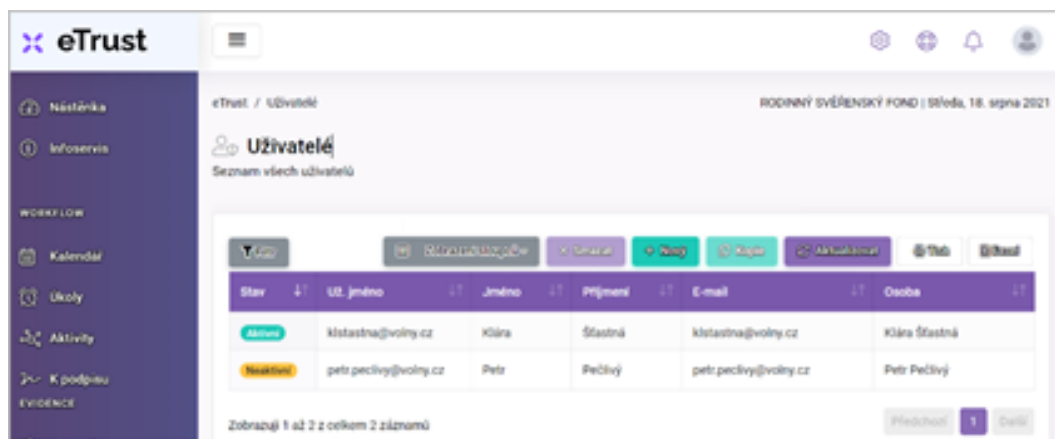 eTrust
Nástěnka
Infoservis
WORKFLOW
Kalendář
Úkoly
Aktivity
K podpisu
EVIDENCE
eTrust / Uživatelé
RODINNÝ SVĚŘENSKÝ FOND | Středa, 18. srpna 2021
Uživatelé
Seznam všech uživatelů
Filtr Smazat Nový Kopie Aktualizovat Tisk Excel
Stav Už. jméno Jméno Příjmení E-mail Osoba
Aktivní klstastna@volny.cz Klára Šťastná klstastna@volny.cz Klára Šťastná
Neaktivní petr.peclivy@volny.cz Petr Pečlivý petr.peclivy@volny.cz Petr Pečlivý
Zobrazuji 1 až 2 z celkem 2 záznamů
Předchozí 1 Další